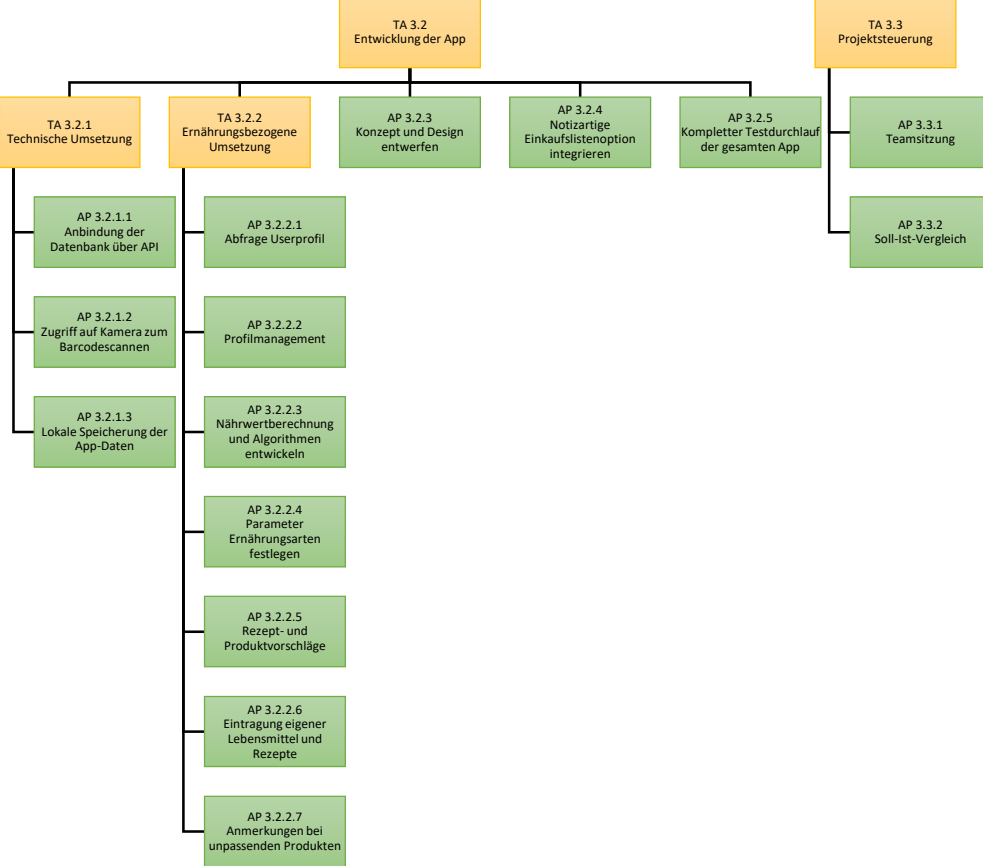 TA 3.2
Entwicklung der App
TA 3.3
Projektsteuerung
TA 3.2.1
Technische Umsetzung
TA 3.2.2
Ernährungsbezogene
Umsetzung
AP 3.2.3
Konzept und Design
entwerfen
AP 3.2.4
Notizartige
Einkaufslistenoption
integrieren
AP 3.2.5
Kompletter Testdurchlauf
der gesamten App
AP 3.3.1
Teamsitzung
AP 3.2.1.1
Anbindung der
Datenbank über API
AP 3.2.2.1
Abfrage Userprofil
AP 3.3.2
Soll-Ist-Vergleich
AP 3.2.1.2
Zugriff auf Kamera zum
Barcodescannen
AP 3.2.2.2
Profilmanagement
AP 3.2.1.3
Lokale Speicherung der
App-Daten
AP 3.2.2.3
Nährwertberechnung
und Algorithmen
entwickeln
AP 3.2.2.4
Parameter
Ernährungsarten
festlegen
AP 3.2.2.5
Rezept- und
Produktvorschläge
AP 3.2.2.6
Eintragung eigener
Lebensmittel und
Rezepte
AP 3.2.2.7
Anmerkungen bei
unpassenden Produkten